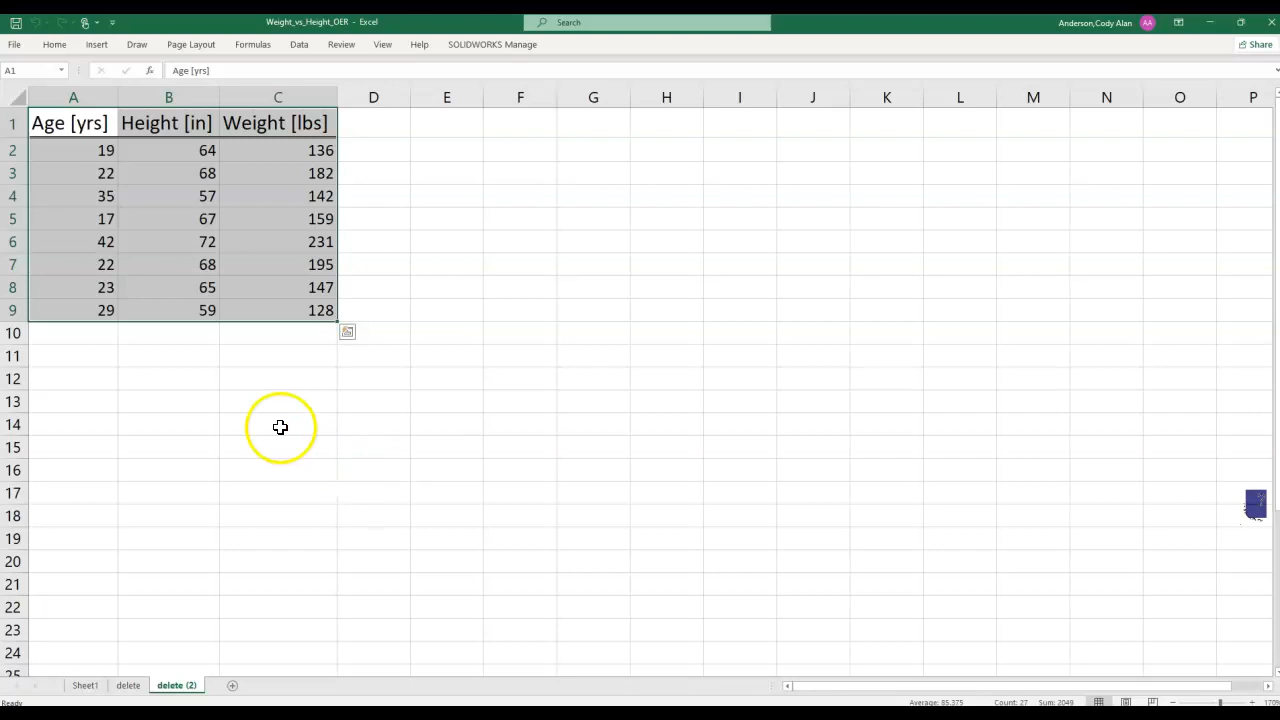 Weight_vs_Height_OER - Excel
Search
Anderson,Cody Alan AA
File Home Insert Draw Page Layout Formulas Data Review View Help SOLIDWORKS Manage Share
A1 fx Age [yrs]
A B C D E F G H I J K L M N O P
1 Age [yrs] Height [in] Weight [lbs]
2 19 64 136
3 22 68 182
4 35 57 142
5 17 67 159
6 42 72 231
7 22 68 195
8 23 65 147
9 29 59 128
10
11
12
13
14
15
16
17
18
19
20
21
22
23
24
25
Sheet1 delete delete (2)
Ready Average: 85.375 Count: 27 Sum: 2049 170%